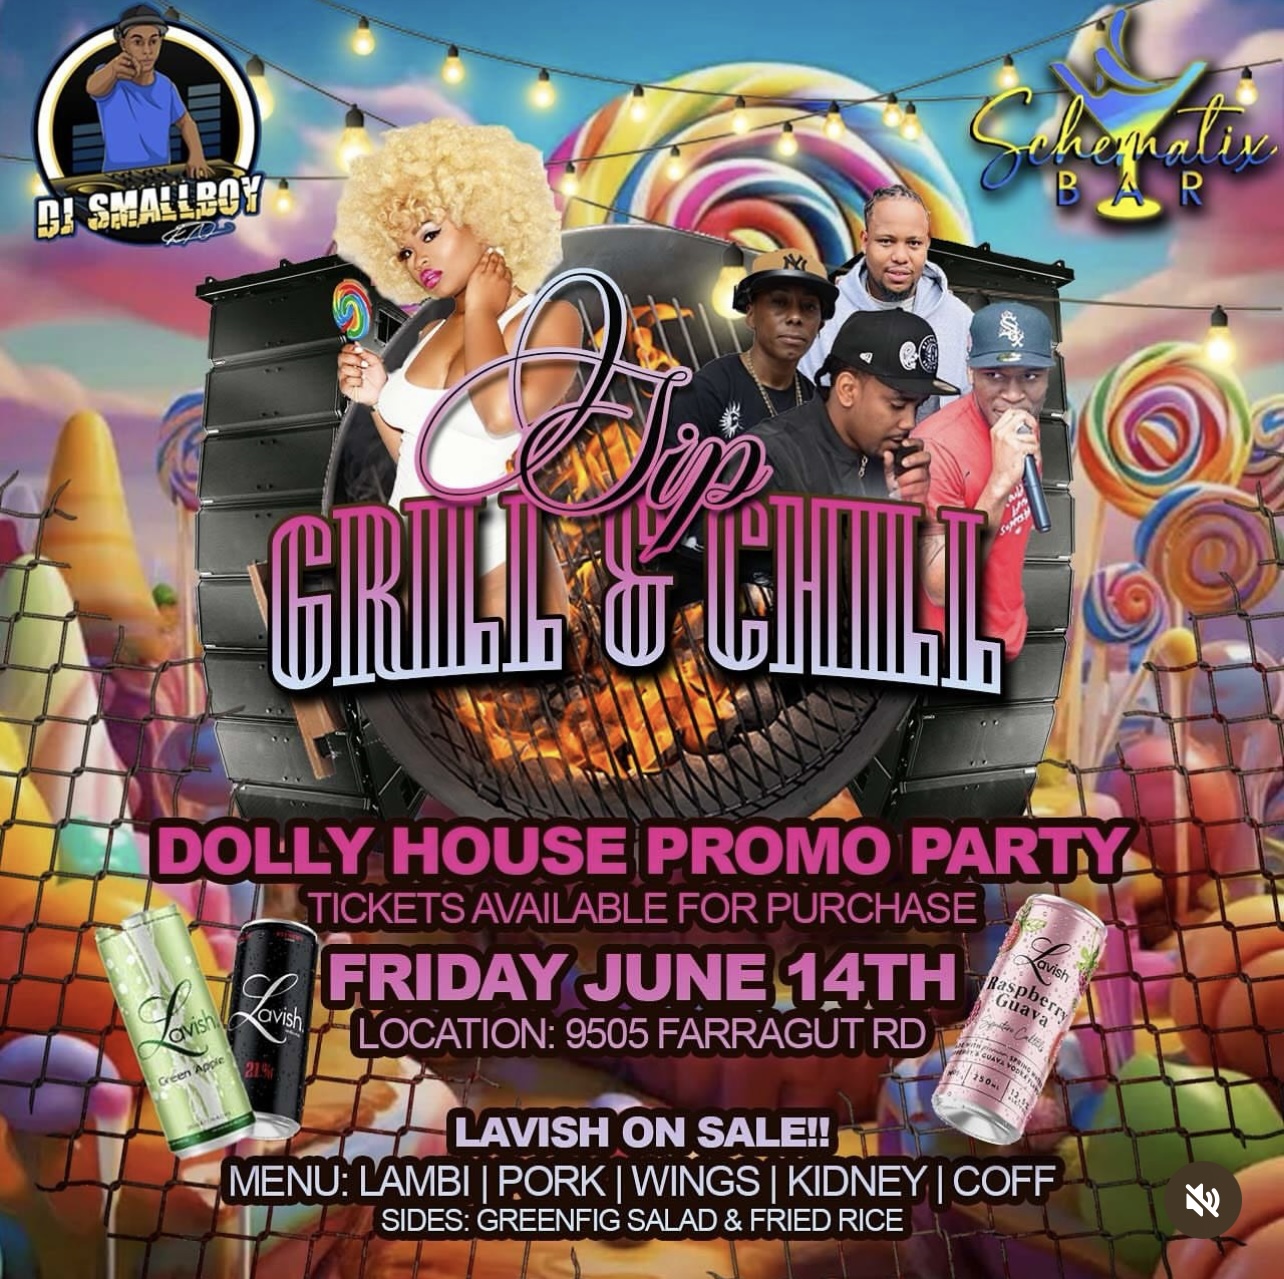 DJ SMALLBOY
Schematix
BAR
Sip
GRILL & CHILL
DOLLY HOUSE PROMO PARTY
TICKETS AVAILABLE FOR PURCHASE
FRIDAY JUNE 14TH
LOCATION: 9505 FARRAGUT RD
Lavish
Green Apple
Lavish
21%
Lavish
Raspberry
Guava
250ml
LAVISH ON SALE!!
MENU: LAMBI | PORK | WINGS | KIDNEY | COFF
SIDES: GREENFIG SALAD & FRIED RICE